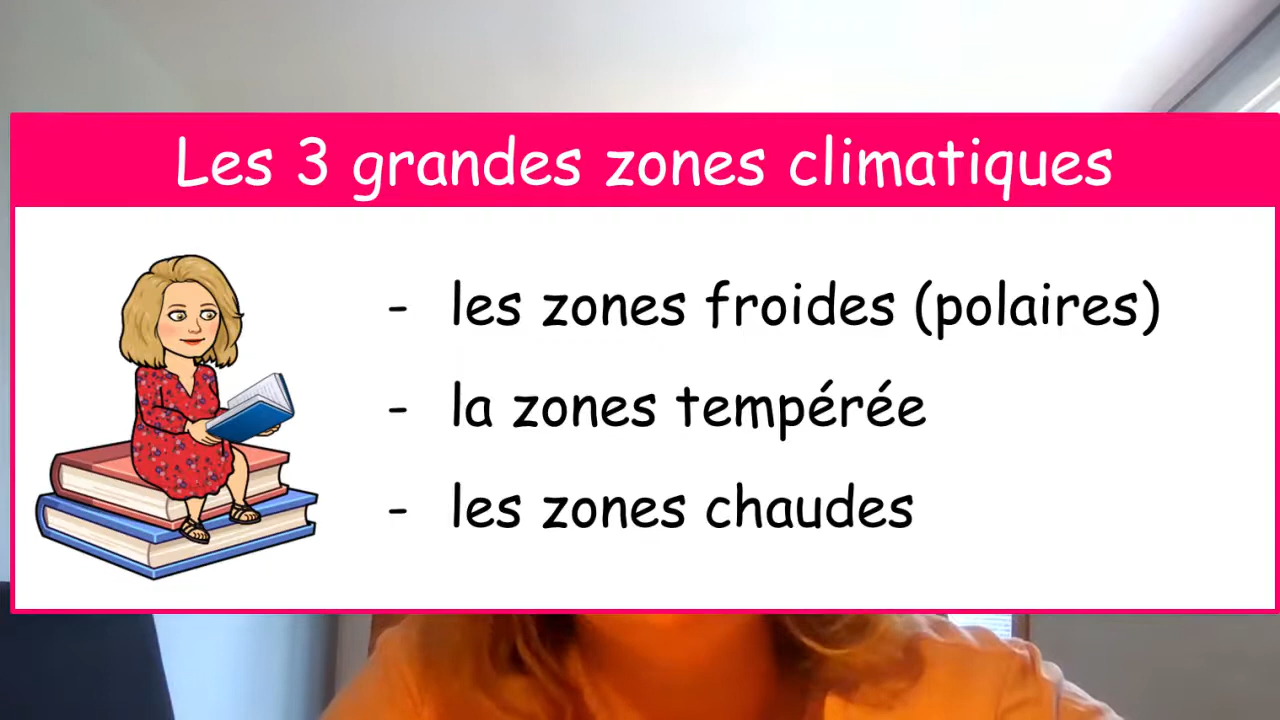 Les 3 grandes zones climatiques
- les zones froides (polaires)
- la zones tempérée
- les zones chaudes